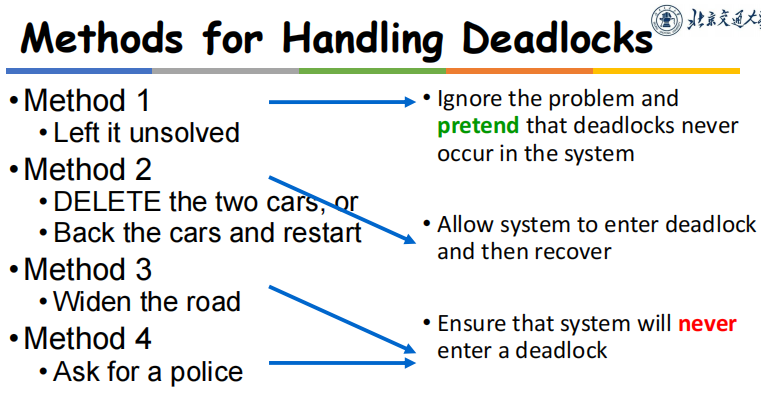 Methods for Handling Deadlocks
北京交通大学
•Method 1
•Left it unsolved
•Method 2
•DELETE the two cars, or
•Back the cars and restart
•Method 3
•Widen the road
•Method 4
•Ask for a police
• Ignore the problem and
pretend that deadlocks never
occur in the system
• Allow system to enter deadlock
and then recover
• Ensure that system will never
enter a deadlock